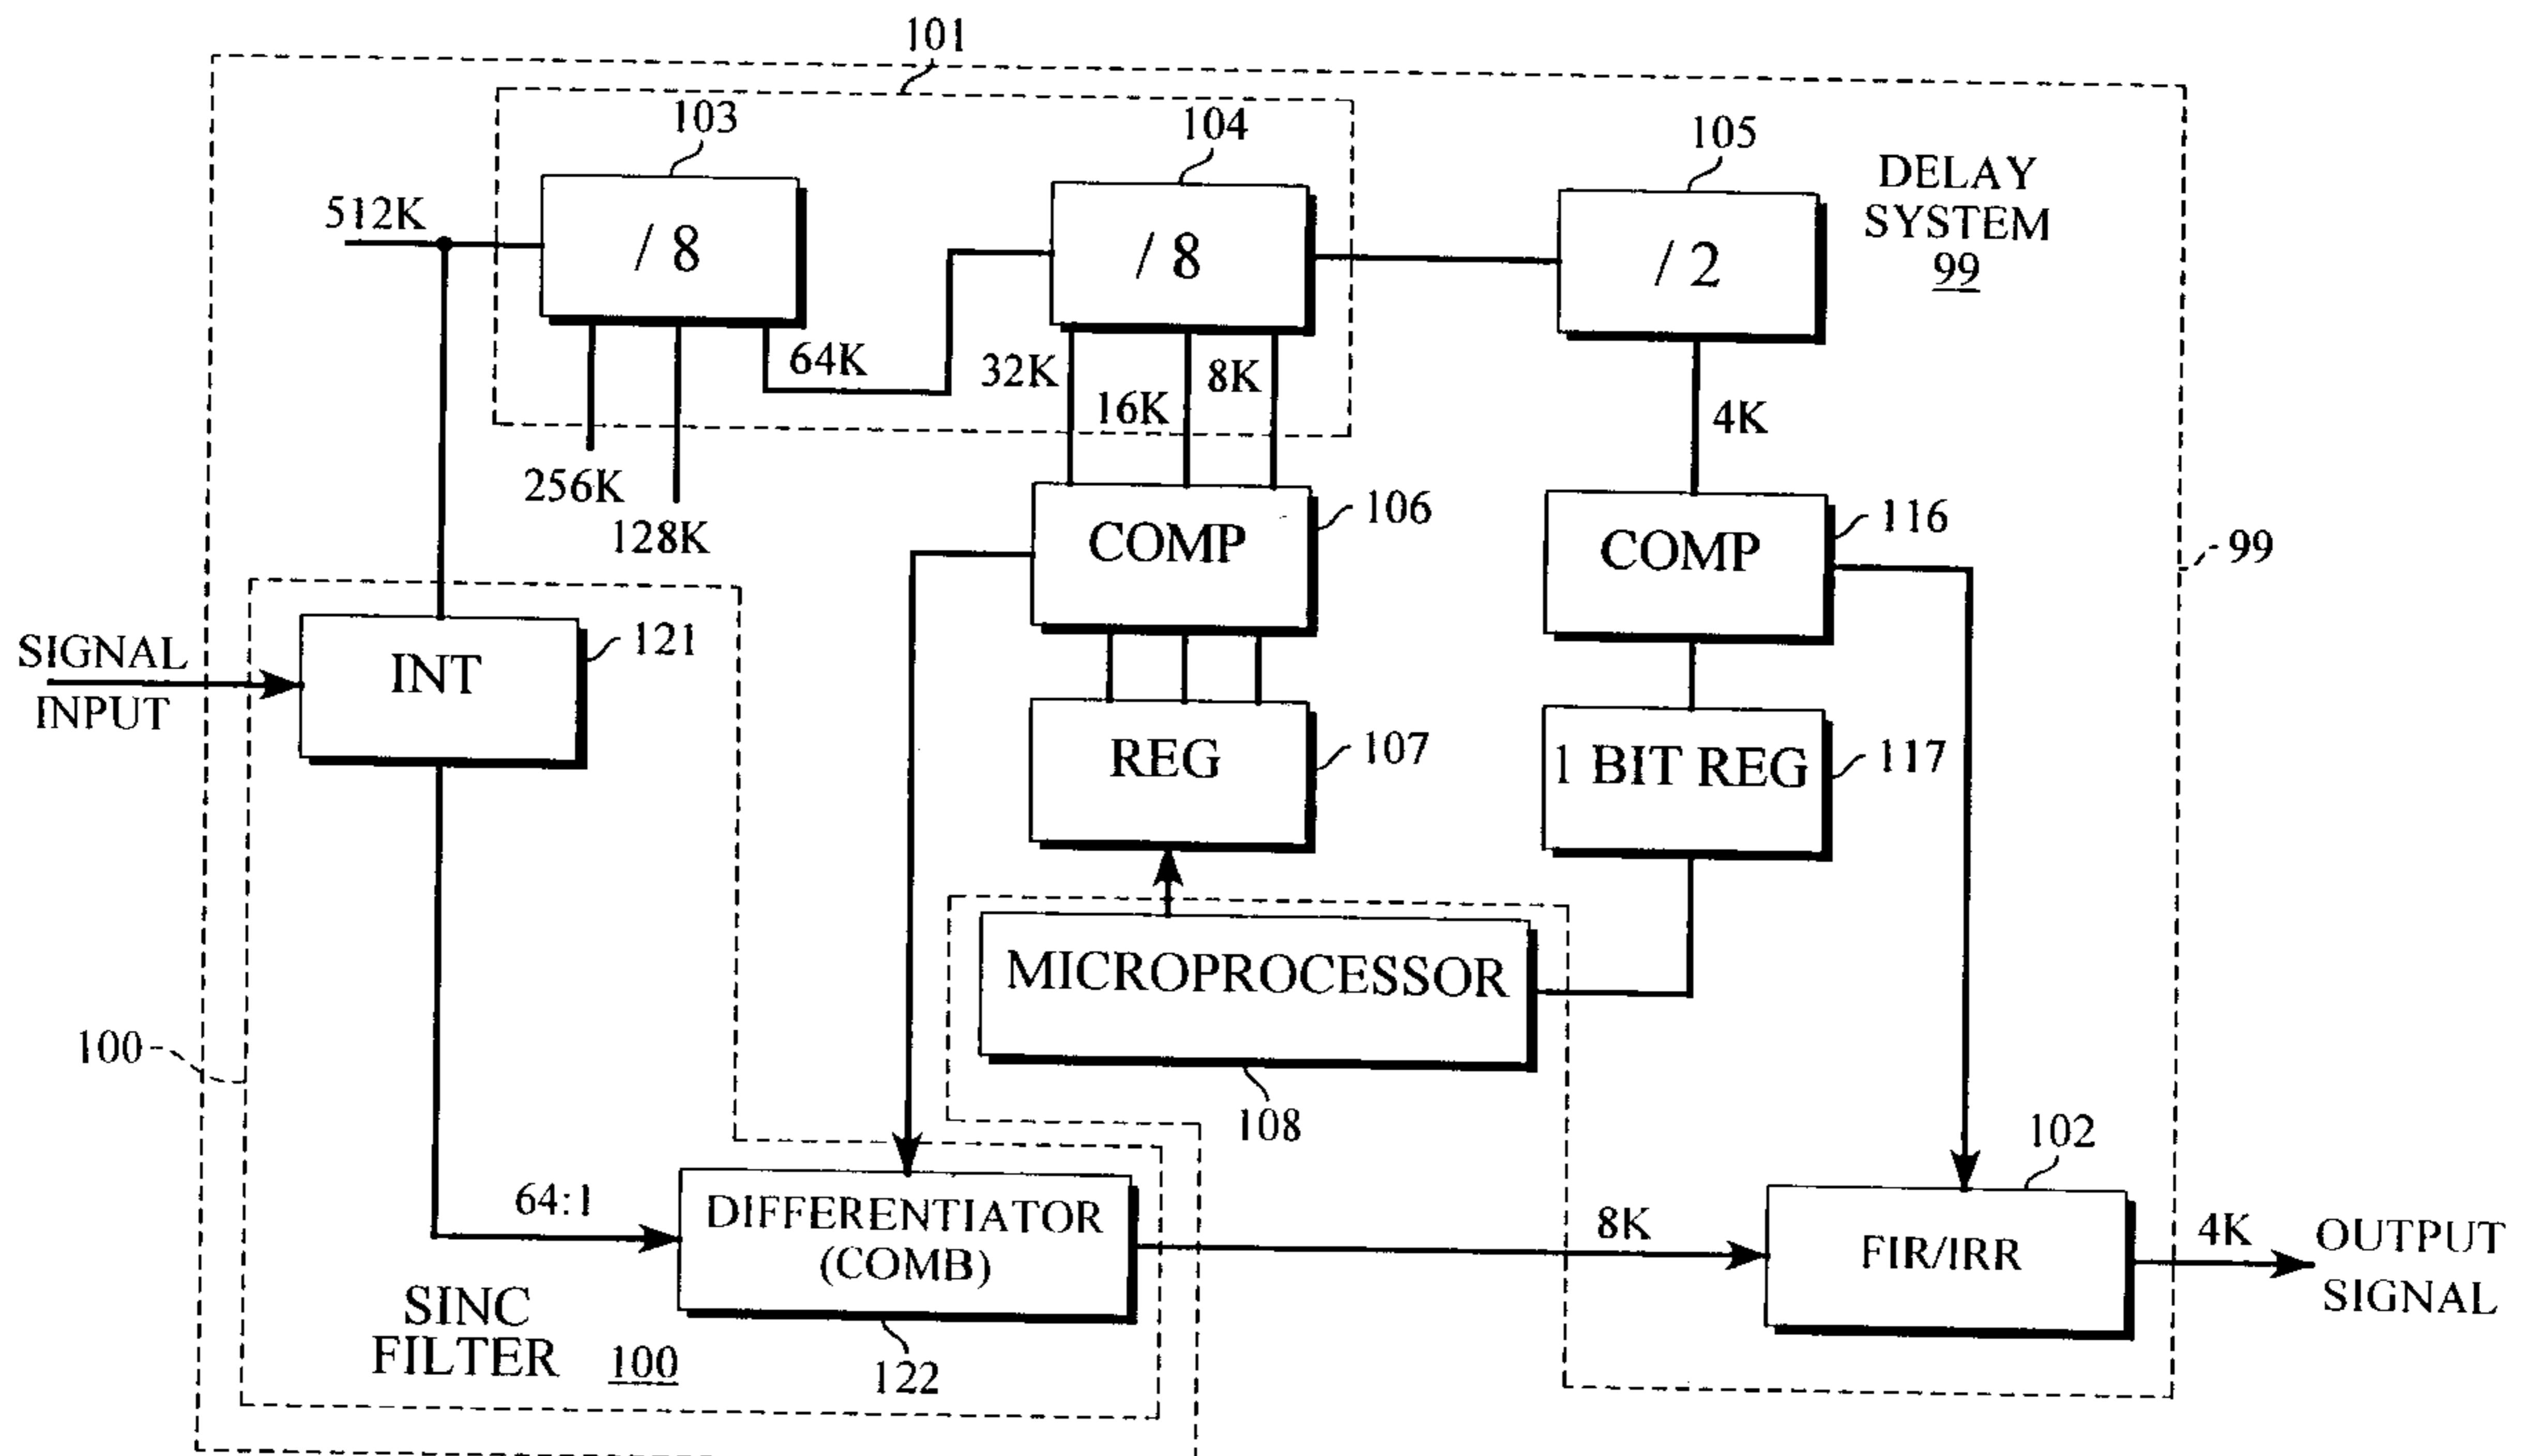 101
103
104
105
DELAY
SYSTEM
99
512K
/ 8
/ 8
/ 2
64K
32K
16K
8K
4K
256K
128K
COMP
106
COMP
116
99
SIGNAL
INPUT
INT
121
REG
107
1 BIT REG
117
MICROPROCESSOR
108
100
64:1
DIFFERENTIATOR
(COMB)
122
8K
102
FIR/IRR
4K
OUTPUT
SIGNAL
SINC
FILTER
100